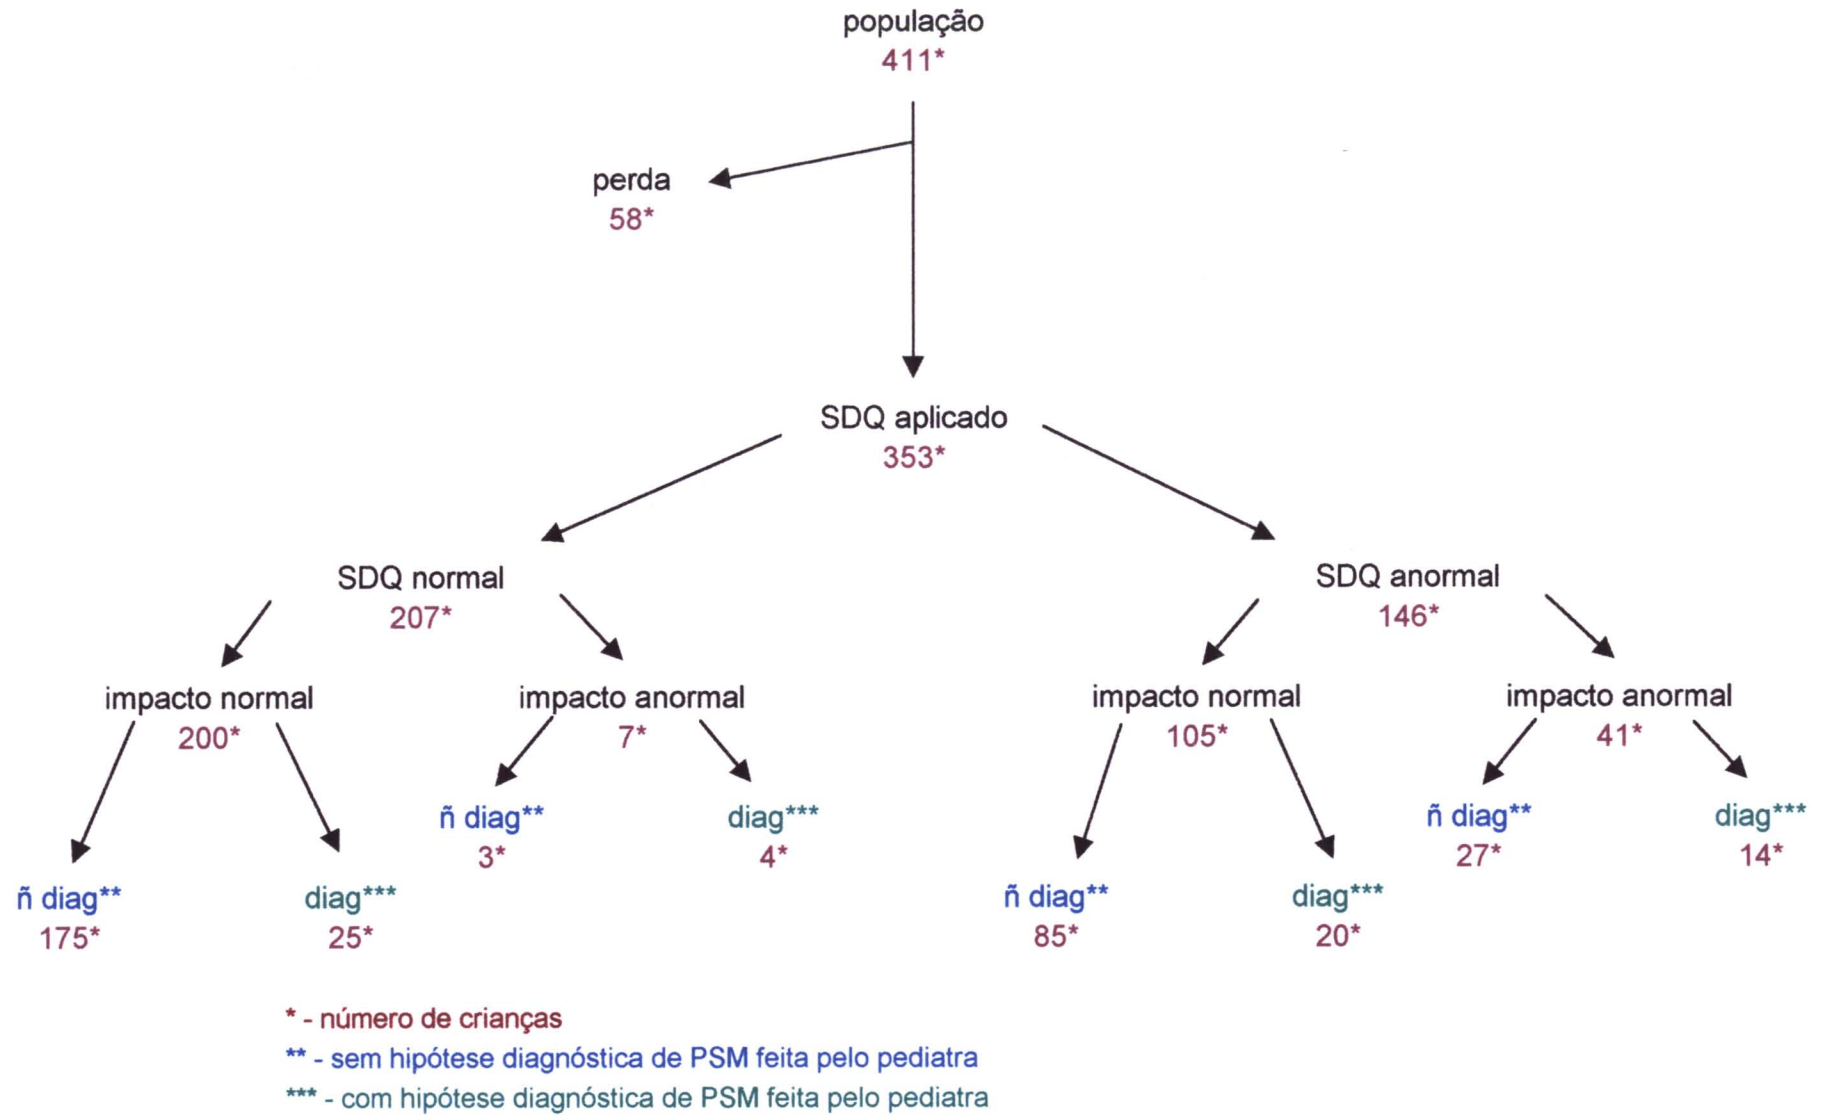 população
411*
perda
58*
SDQ aplicado
353*
SDQ normal
207*
SDQ anormal
146*
impacto normal
200*
impacto anormal
7*
impacto normal
105*
impacto anormal
41*
ñ diag**
3*
diag***
4*
ñ diag**
27*
diag***
14*
ñ diag**
175*
diag***
25*
ñ diag**
85*
diag***
20*
* - número de crianças
** - sem hipótese diagnóstica de PSM feita pelo pediatra
*** - com hipótese diagnóstica de PSM feita pelo pediatra